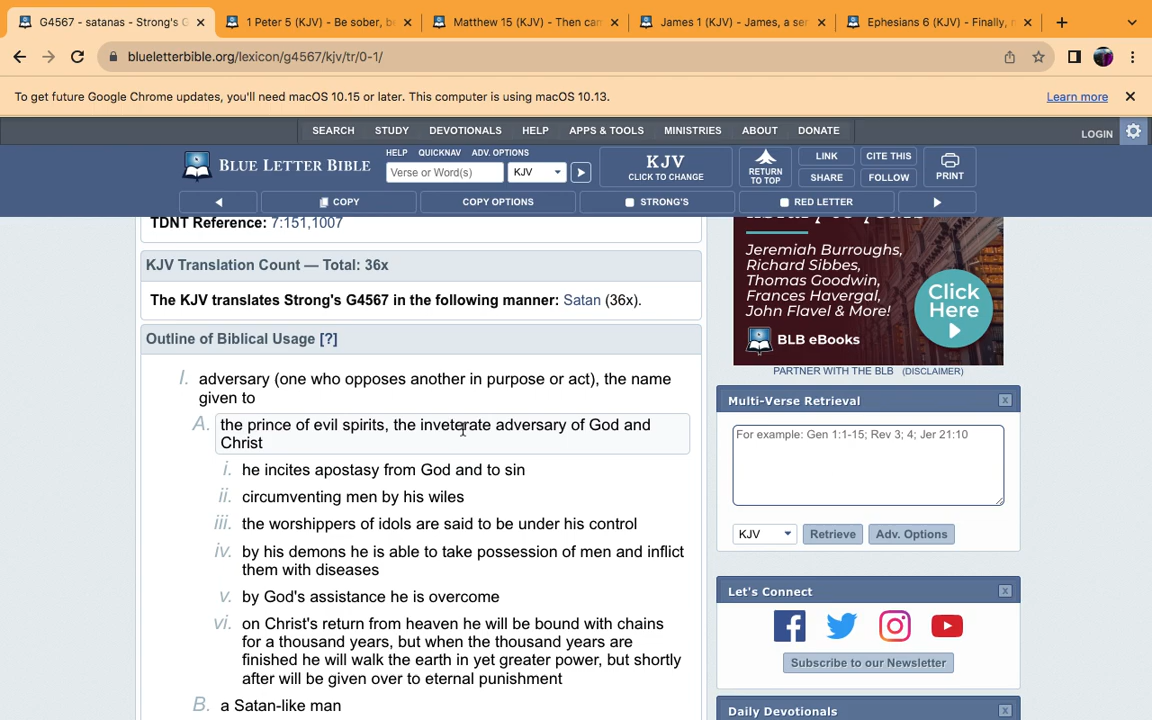 G4567 - satanas - Strong's G
1 Peter 5 (KJV) - Be sober, be
Matthew 15 (KJV) - Then can
James 1 (KJV) - James, a ser
Ephesians 6 (KJV) - Finally, m
blueletterbible.org/lexicon/g4567/kjv/tr/0-1/
To get future Google Chrome updates, you'll need macOS 10.15 or later. This computer is using macOS 10.13.
Learn more
SEARCH STUDY DEVOTIONALS HELP APPS & TOOLS MINISTRIES ABOUT DONATE
LOGIN
BLUE LETTER BIBLE
HELP QUICKNAV ADV. OPTIONS
Verse or Word(s)
KJV
KJV
CLICK TO CHANGE
RETURN
TO TOP
LINK
CITE THIS
SHARE
FOLLOW
PRINT
COPY
COPY OPTIONS
STRONG'S
RED LETTER
TDNT Reference: 7:151,1007
KJV Translation Count — Total: 36x
The KJV translates Strong's G4567 in the following manner: Satan (36x).
Outline of Biblical Usage [?]
I. adversary (one who opposes another in purpose or act), the name
given to
A. the prince of evil spirits, the inveterate adversary of God and
Christ
i. he incites apostasy from God and to sin
ii. circumventing men by his wiles
iii. the worshippers of idols are said to be under his control
iv. by his demons he is able to take possession of men and inflict
them with diseases
v. by God's assistance he is overcome
vi. on Christ's return from heaven he will be bound with chains
for a thousand years, but when the thousand years are
finished he will walk the earth in yet greater power, but shortly
after will be given over to eternal punishment
B. a Satan-like man
Jeremiah Burroughs,
Richard Sibbes,
Thomas Goodwin,
Frances Havergal,
John Flavel & More!
Click
Here
BLB eBooks
PARTNER WITH THE BLB (DISCLAIMER)
Multi-Verse Retrieval
x
For example: Gen 1:1-15; Rev 3; 4; Jer 21:10
KJV
Retrieve
Adv. Options
Let's Connect
x
Subscribe to our Newsletter
Daily Devotionals
x